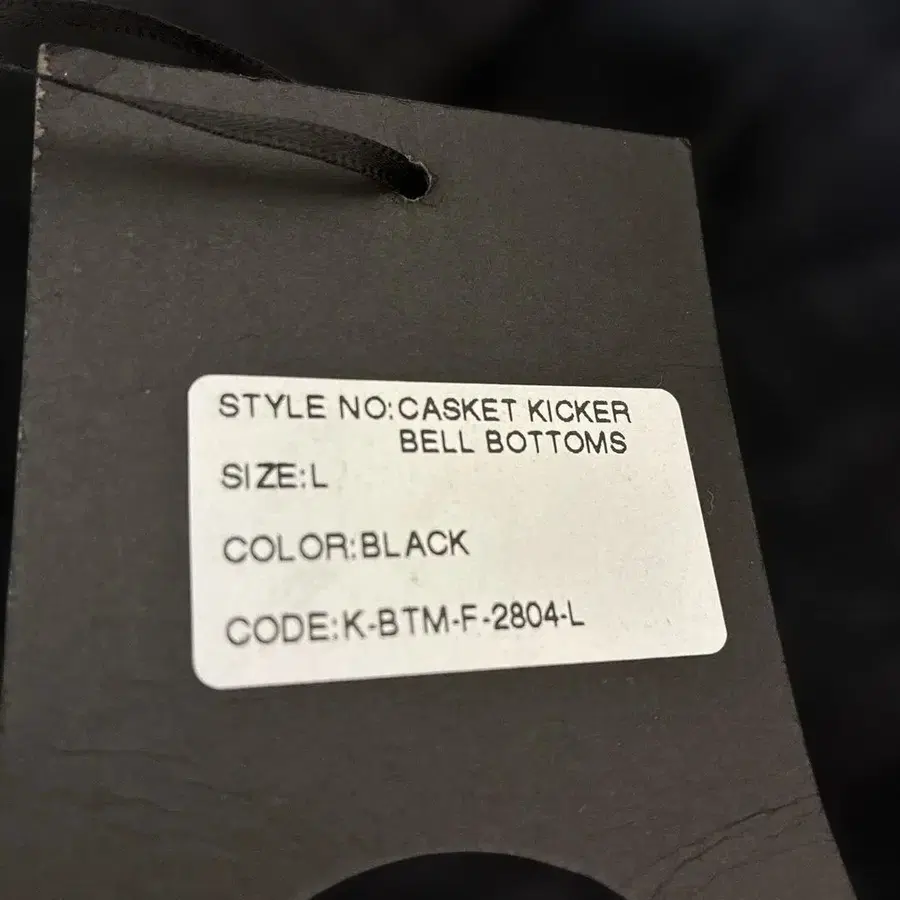 STYLE NO:CASKET KICKER
BELL BOTTOMS
SIZE:L
COLOR:BLACK
CODE:K-BTM-F-2804-L